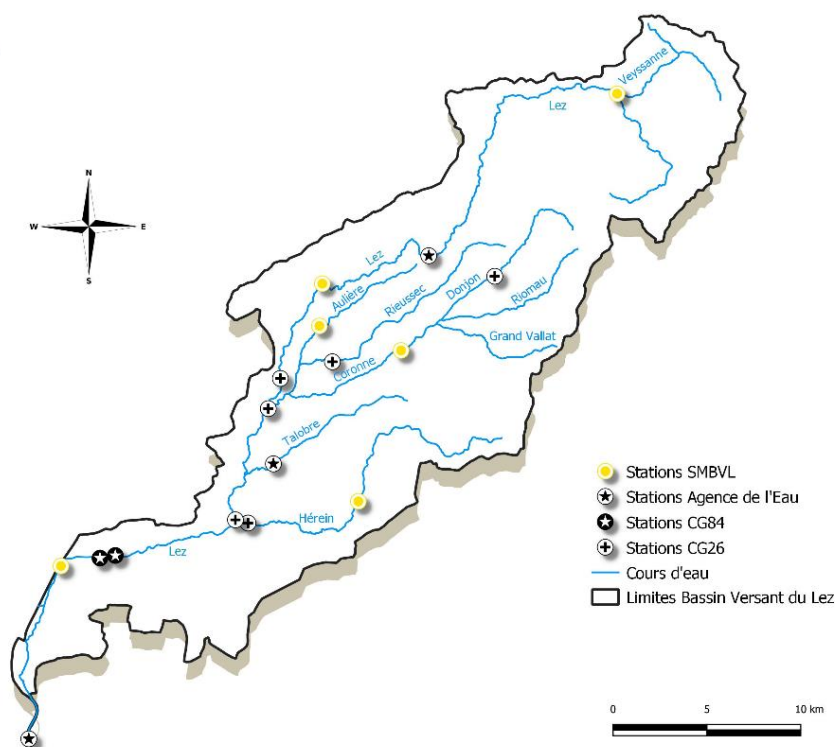 Veyssanne
Lez
N
W
E
S
Lez
Aulière
Rieussec
Donjon
Riomau
Grand Vallat
Coronne
Talobre
Hérein
Lez
Stations SMBVL
Stations Agence de l'Eau
Stations CG84
Stations CG26
Cours d'eau
Limites Bassin Versant du Lez
0 5 10 km